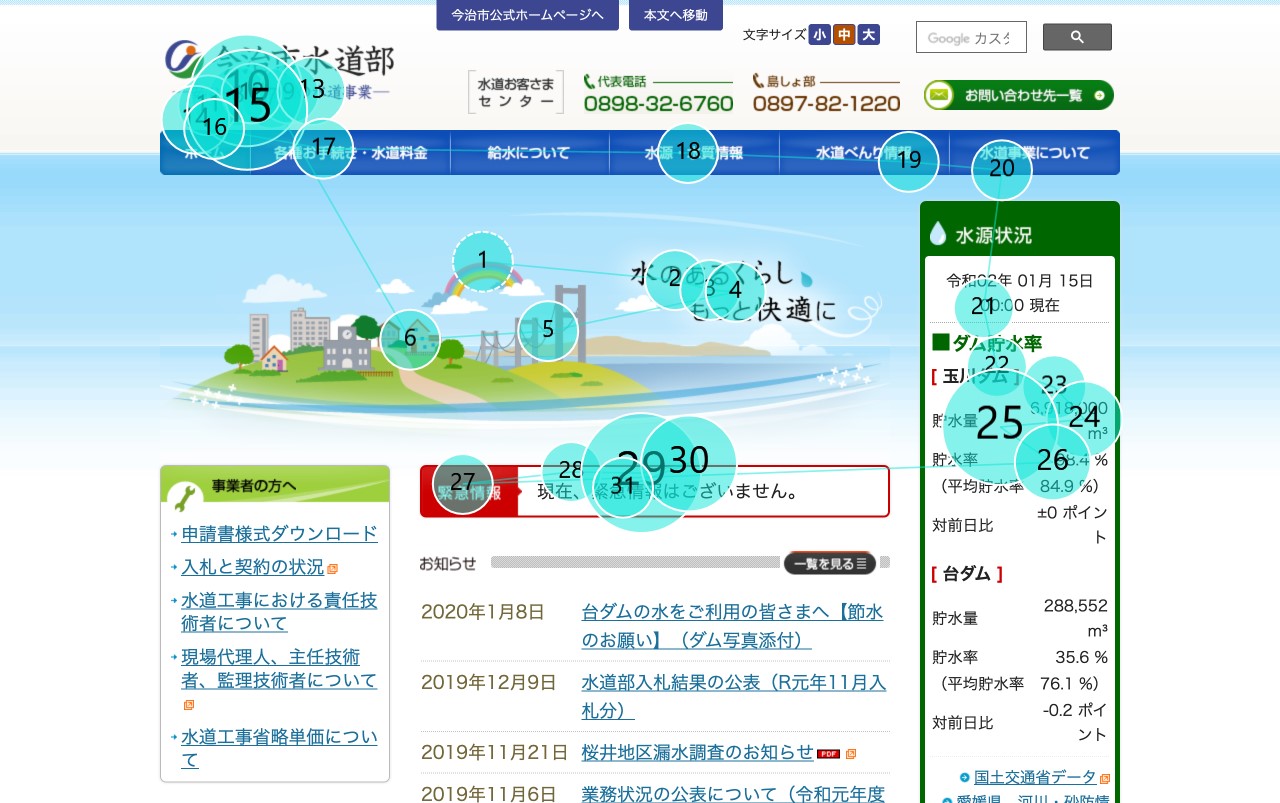 今治市公式ホームページへ
本文へ移動
文字サイズ 小 中 大
Google カスタ
今治市水道部
水道お客さま
センター
代表電話
0898-32-6760
島しょ部
0897-82-1220
お問い合わせ先一覧
各種お手続き・水道料金
給水について
水道べんり情報
水道事業について
水のあるくらし
もっと快適に
水源状況
令和02年 01月 15日
00:00 現在
ダム貯水率
[ 玉川ダム ]
貯水量
m³
貯水率
%
（平均貯水率 84.9 %）
対前日比 ±0 ポイン
ト
[ 台ダム ]
貯水量 288,552
m³
貯水率 35.6 %
（平均貯水率 76.1 %）
対前日比 -0.2 ポイ
ント
国土交通省データ
愛媛県 河川・砂防情
事業者の方へ
申請書様式ダウンロード
入札と契約の状況
水道工事における責任技
術者について
現場代理人、主任技術
者、監理技術者について
水道工事省略単価につい
て
緊急情報
現在、緊急情報はございません。
お知らせ
一覧を見る
2020年1月8日 台ダムの水をご利用の皆さまへ【節水
のお願い】（ダム写真添付）
2019年12月9日 水道部入札結果の公表（R元年11月入
札分）
2019年11月21日 桜井地区漏水調査のお知らせ PDF
2019年11月6日 業務状況の公表について（令和元年度
1
2
3
4
5
6
13
15
16
17
18
19
20
21
22
23
24
25
26
27
28
29
30
31